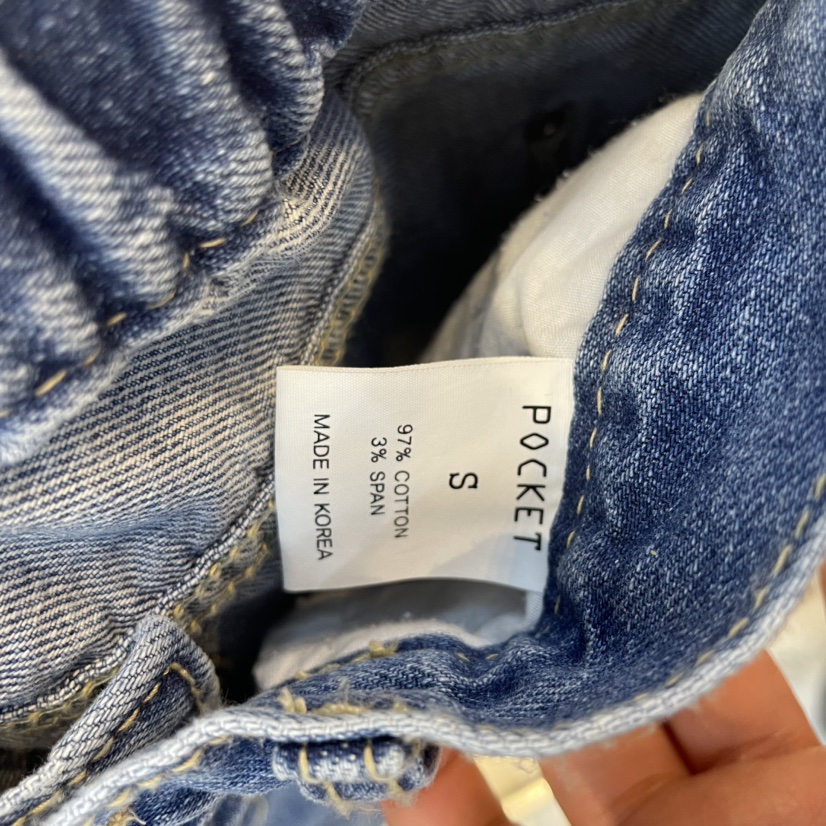 POCKET
S
97% COTTON
3% SPAN
MADE IN KOREA